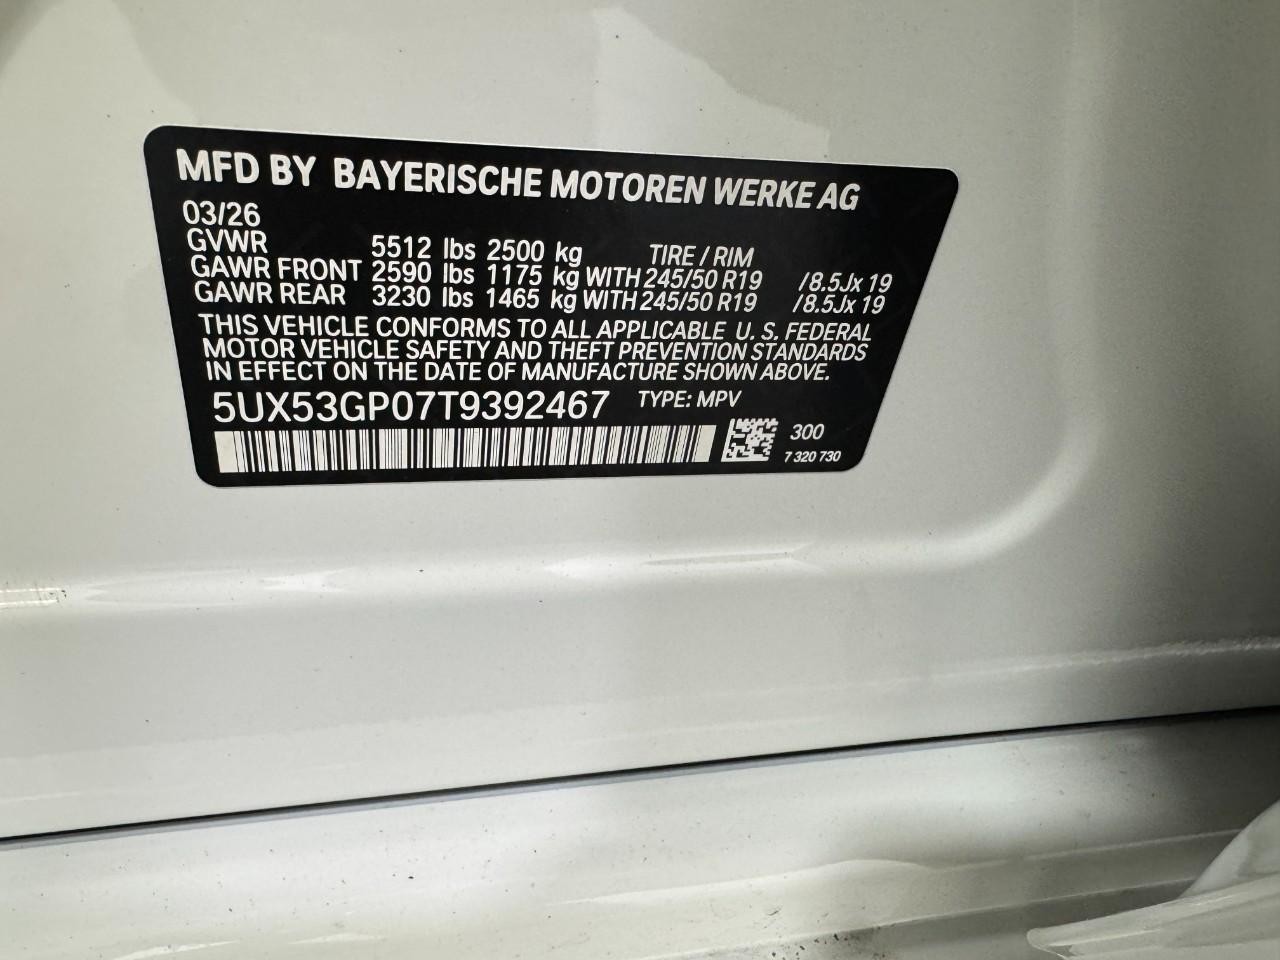 MFD BY BAYERISCHE MOTOREN WERKE AG
03/26
GVWR 5512 lbs 2500 kg TIRE / RIM
GAWR FRONT 2590 lbs 1175 kg WITH 245/50 R19 /8.5Jx 19
GAWR REAR 3230 lbs 1465 kg WITH 245/50 R19 /8.5Jx 19
THIS VEHICLE CONFORMS TO ALL APPLICABLE U. S. FEDERAL
MOTOR VEHICLE SAFETY AND THEFT PREVENTION STANDARDS
IN EFFECT ON THE DATE OF MANUFACTURE SHOWN ABOVE.
5UX53GP07T9392467 TYPE: MPV
300
7 320 730